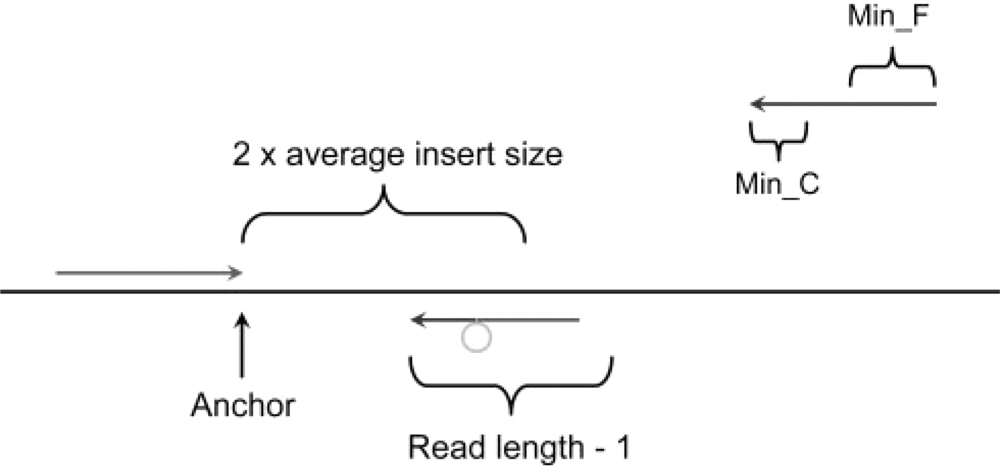 Min_F
2 x average insert size
Min_C
Anchor
Read length - 1